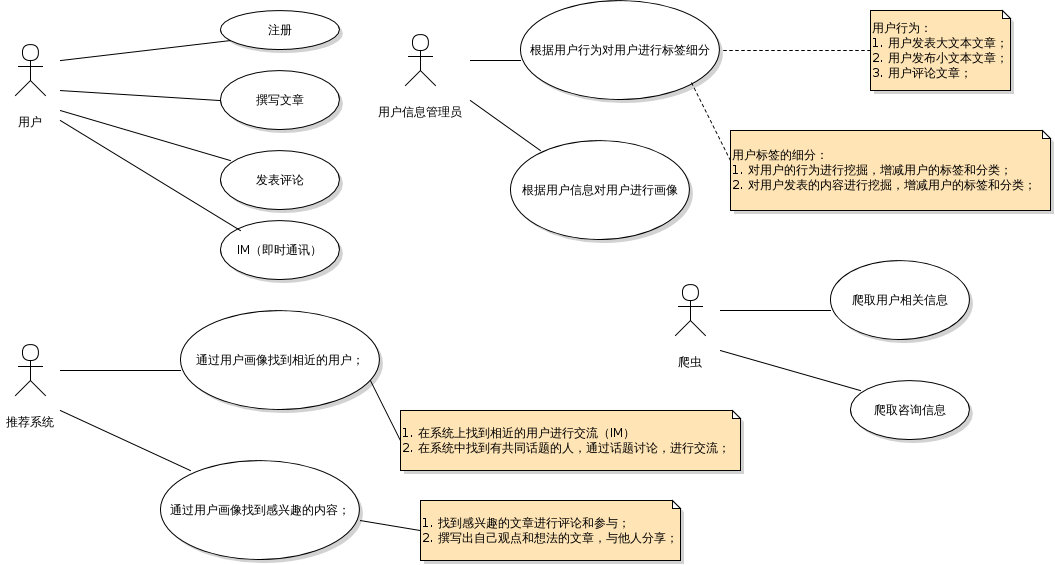 注册
用户
撰写文章
发表评论
IM（即时通讯）
用户信息管理员
根据用户行为对用户进行标签细分
用户行为：
1. 用户发表大文本文章；
2. 用户发布小文本文章；
3. 用户评论文章；
用户标签的细分：
1. 对用户的行为进行挖掘，增减用户的标签和分类；
2. 对用户发表的内容进行挖掘，增减用户的标签和分类；
根据用户信息对用户进行画像
爬虫
爬取用户相关信息
爬取咨询信息
推荐系统
通过用户画像找到相近的用户；
1. 在系统上找到相近的用户进行交流（IM）
2. 在系统中找到有共同话题的人，通过话题讨论，进行交流；
通过用户画像找到感兴趣的内容；
1. 找到感兴趣的文章进行评论和参与；
2. 撰写出自己观点和想法的文章，与他人分享；